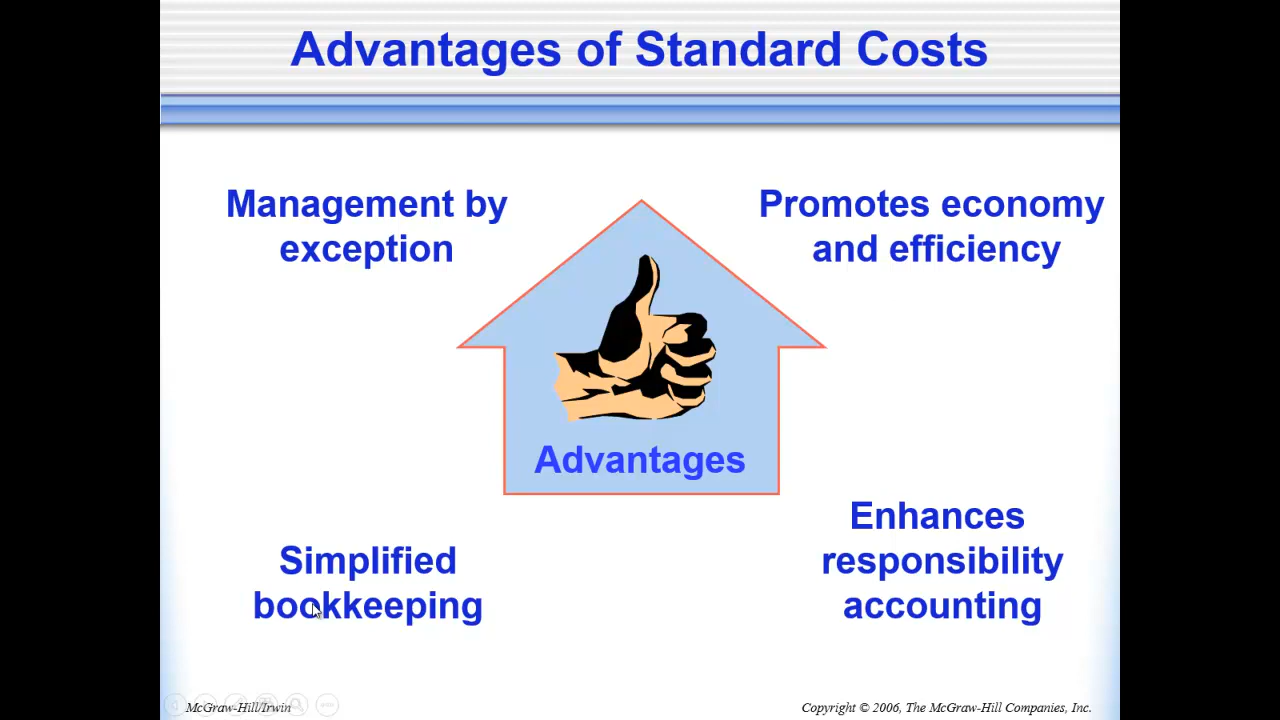 Advantages of Standard Costs
Management by
exception
Promotes economy
and efficiency
Advantages
Simplified
bookkeeping
Enhances
responsibility
accounting
McGraw-Hill/Irwin
Copyright © 2006, The McGraw-Hill Companies, Inc.